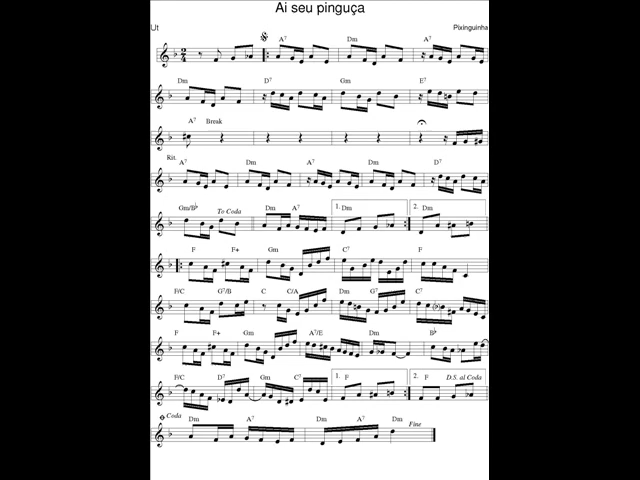 Ai seu pinguça
Ut Pixinguinha
A7 Dm A7
Dm D7 Gm E7
A7 Break
Rit.
A7 Dm A7 Dm D7
Gm/B♭ To Coda Dm A7 1. Dm 2. Dm
F F+ Gm C7 F
F/C G7/B C C/A Dm G7 C7
F F+ Gm A7/E Dm B♭
F/C D7 Gm C7 1. F 2. F D.S. al Coda
Coda Dm A7 Dm A7 Dm Fine